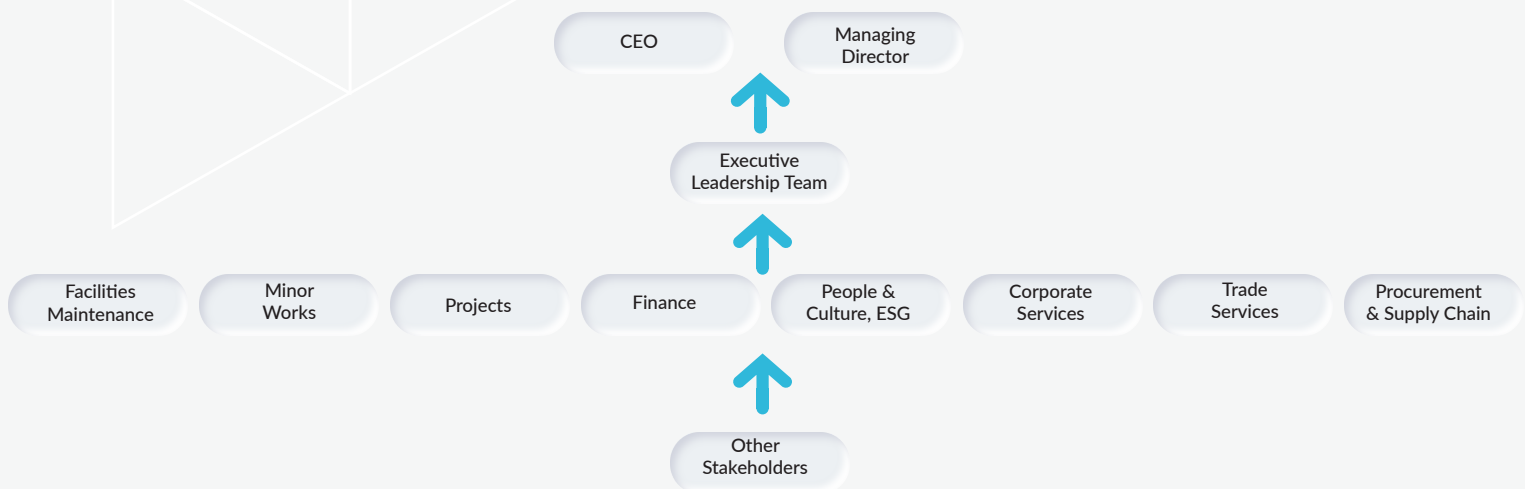 CEO
Managing
Director
Executive
Leadership Team
Facilities
Maintenance
Minor
Works
Projects
Finance
People &
Culture, ESG
Corporate
Services
Trade
Services
Procurement
& Supply Chain
Other
Stakeholders